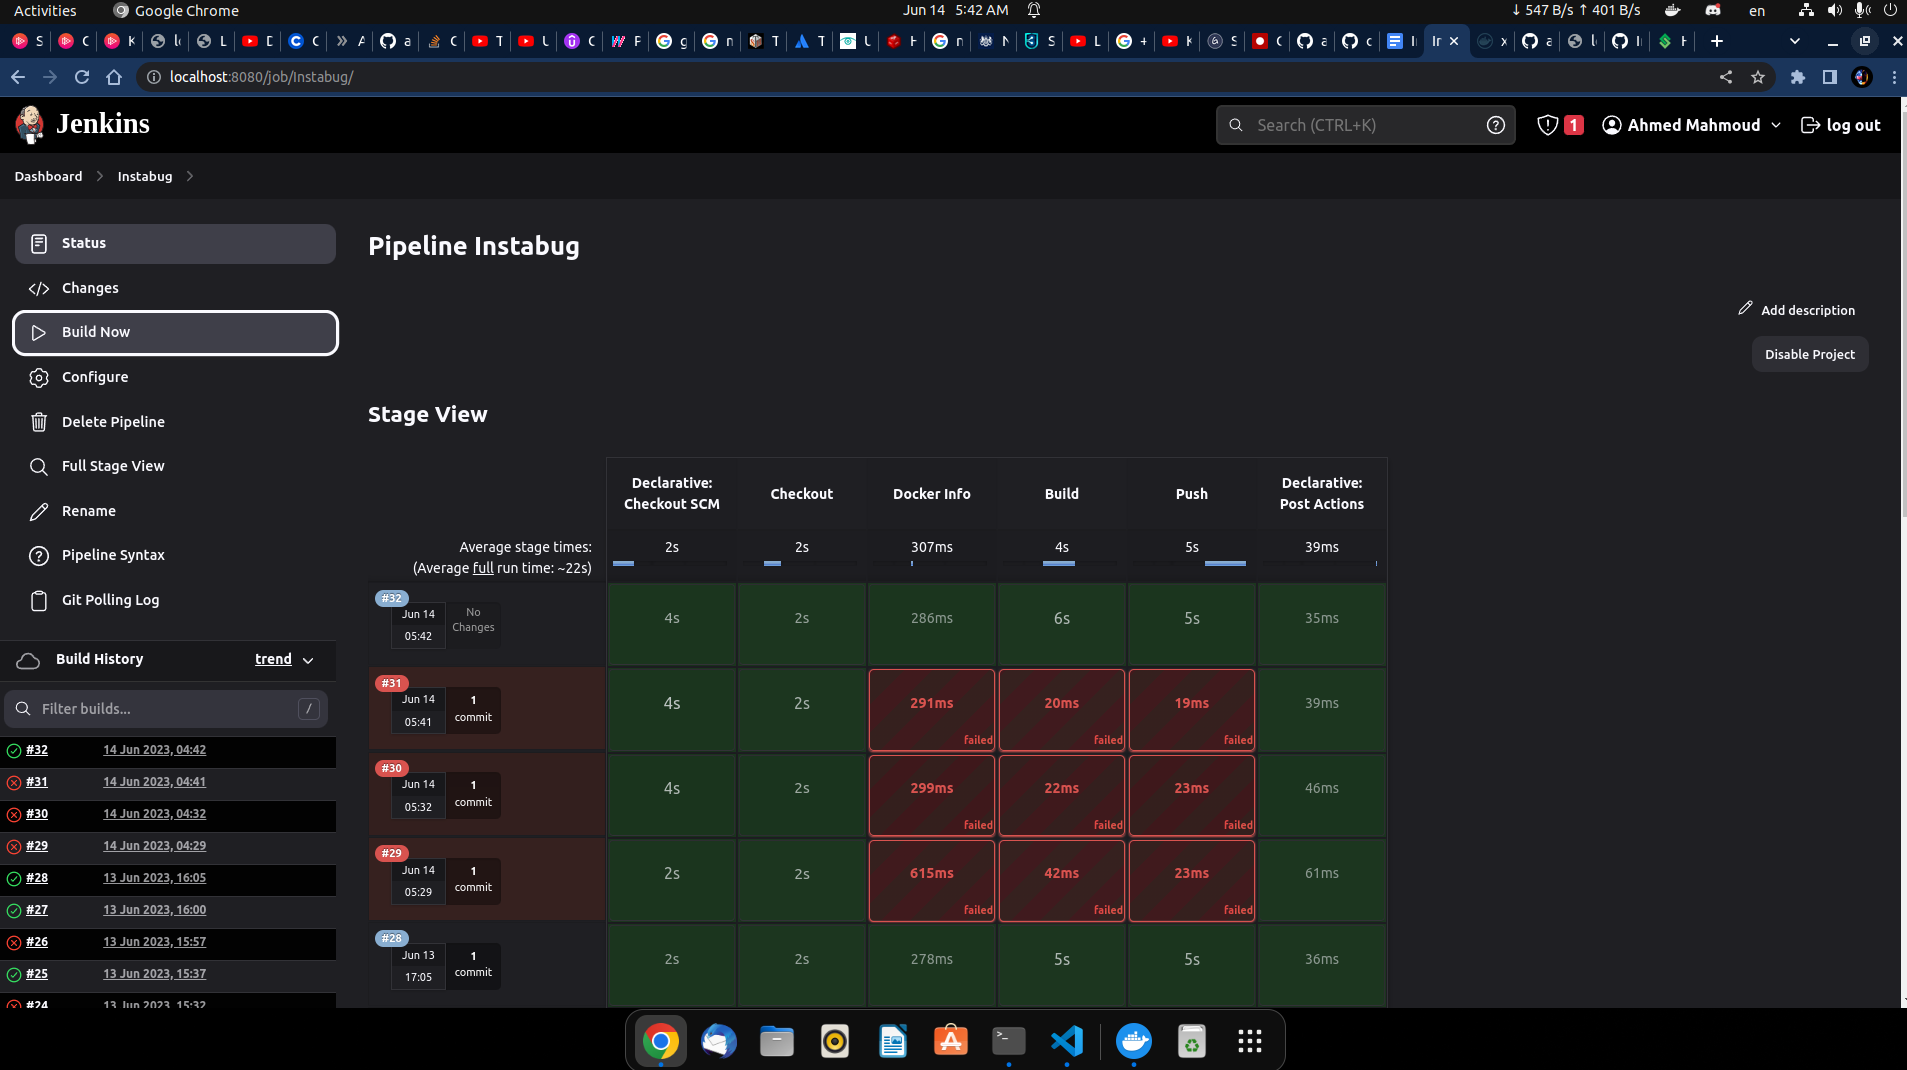 Activities
Google Chrome
Jun 14 5:42 AM
↓ 547 B/s ↑ 401 B/s
en
localhost:8080/job/Instabug/
Jenkins
Search (CTRL+K)
1
Ahmed Mahmoud
log out
Dashboard
Instabug
Status
Changes
Build Now
Configure
Delete Pipeline
Full Stage View
Rename
Pipeline Syntax
Git Polling Log
Build History
trend
Filter builds...
/
#32 14 Jun 2023, 04:42
#31 14 Jun 2023, 04:41
#30 14 Jun 2023, 04:32
#29 14 Jun 2023, 04:29
#28 13 Jun 2023, 16:05
#27 13 Jun 2023, 16:00
#26 13 Jun 2023, 15:57
#25 13 Jun 2023, 15:37
#24 13 Jun 2023, 15:32
Pipeline Instabug
Add description
Disable Project
Stage View
Declarative: Checkout SCM
Checkout
Docker Info
Build
Push
Declarative: Post Actions
Average stage times:
(Average full run time: ~22s)
2s 2s 307ms 4s 5s 39ms
#32
Jun 14
05:42
No Changes
4s 2s 286ms 6s 5s 35ms
#31
Jun 14
05:41
1 commit
4s 2s 291ms 20ms 19ms 39ms
failed failed failed
#30
Jun 14
05:32
1 commit
4s 2s 299ms 22ms 23ms 46ms
failed failed failed
#29
Jun 14
05:29
1 commit
2s 2s 615ms 42ms 23ms 61ms
failed failed failed
#28
Jun 13
17:05
1 commit
2s 2s 278ms 5s 5s 36ms